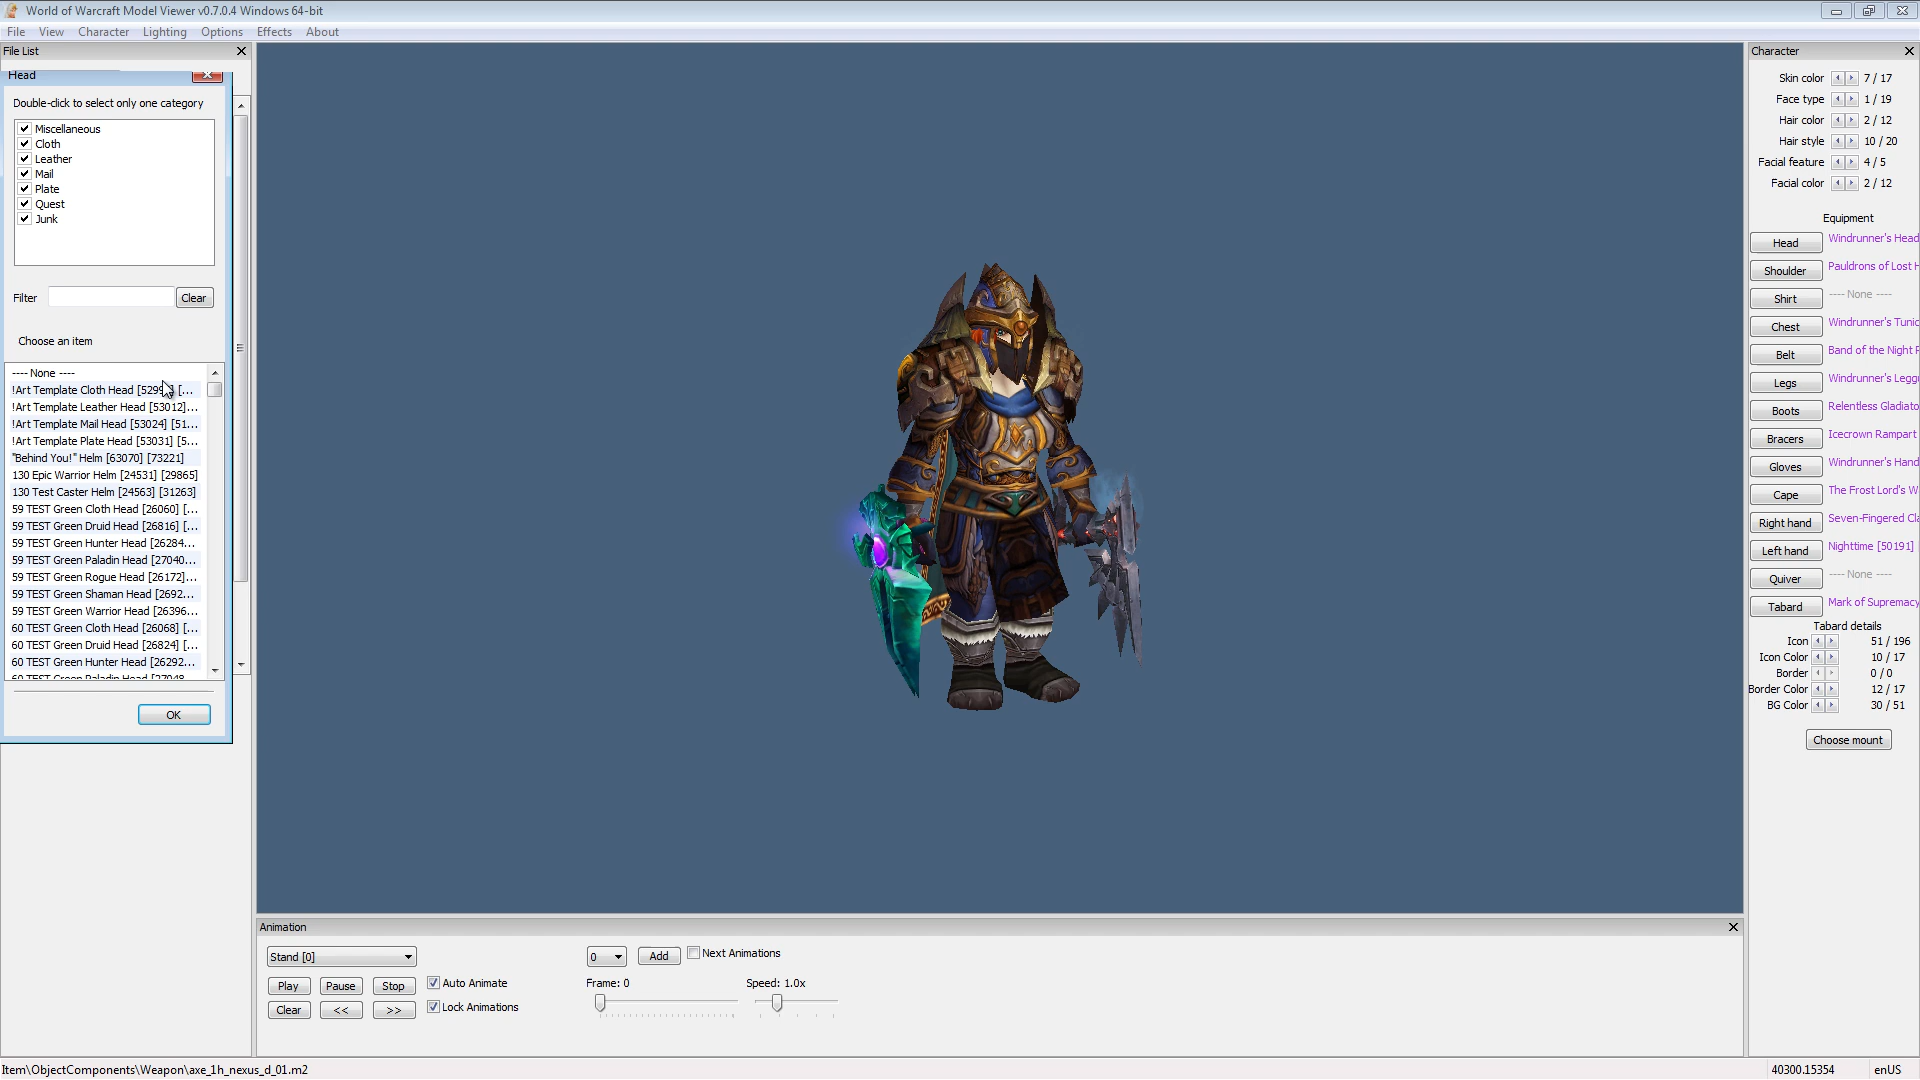 World of Warcraft Model Viewer v0.7.0.4 Windows 64-bit
File View Character Lighting Options Effects About
File List
Head
Double-click to select only one category
Miscellaneous
Cloth
Leather
Mail
Plate
Quest
Junk
Filter
Clear
Choose an item
---- None ----
!Art Template Cloth Head [5299 [...
!Art Template Leather Head [53012]...
!Art Template Mail Head [53024] [51...
!Art Template Plate Head [53031] [5...
"Behind You!" Helm [63070] [73221]
130 Epic Warrior Helm [24531] [29865]
130 Test Caster Helm [24563] [31263]
59 TEST Green Cloth Head [26060] [...
59 TEST Green Druid Head [26816] [...
59 TEST Green Hunter Head [26284...
59 TEST Green Paladin Head [27040...
59 TEST Green Rogue Head [26172]...
59 TEST Green Shaman Head [2692...
59 TEST Green Warrior Head [26396...
60 TEST Green Cloth Head [26068] [...
60 TEST Green Druid Head [26824] [...
60 TEST Green Hunter Head [26292...
60 TEST Green Paladin Head [27048
OK
Character
Skin color 7 / 17
Face type 1 / 19
Hair color 2 / 12
Hair style 10 / 20
Facial feature 4 / 5
Facial color 2 / 12
Equipment
Head Windrunner's Head
Shoulder Pauldrons of Lost H
Shirt ---- None ----
Chest Windrunner's Tunic
Belt Band of the Night R
Legs Windrunner's Legg
Boots Relentless Gladiato
Bracers Icecrown Rampart
Gloves Windrunner's Hand
Cape The Frost Lord's W
Right hand Seven-Fingered Cla
Left hand Nighttime [50191]
Quiver ---- None ----
Tabard Mark of Supremacy
Tabard details
Icon 51 / 196
Icon Color 10 / 17
Border 0 / 0
Border Color 12 / 17
BG Color 30 / 51
Choose mount
Animation
Stand [0]
0
Add
Next Animations
Play Pause Stop
Auto Animate
Frame: 0
Speed: 1.0x
Clear << >>
Lock Animations
Item\ObjectComponents\Weapon\axe_1h_nexus_d_01.m2
40300.15354
enUS